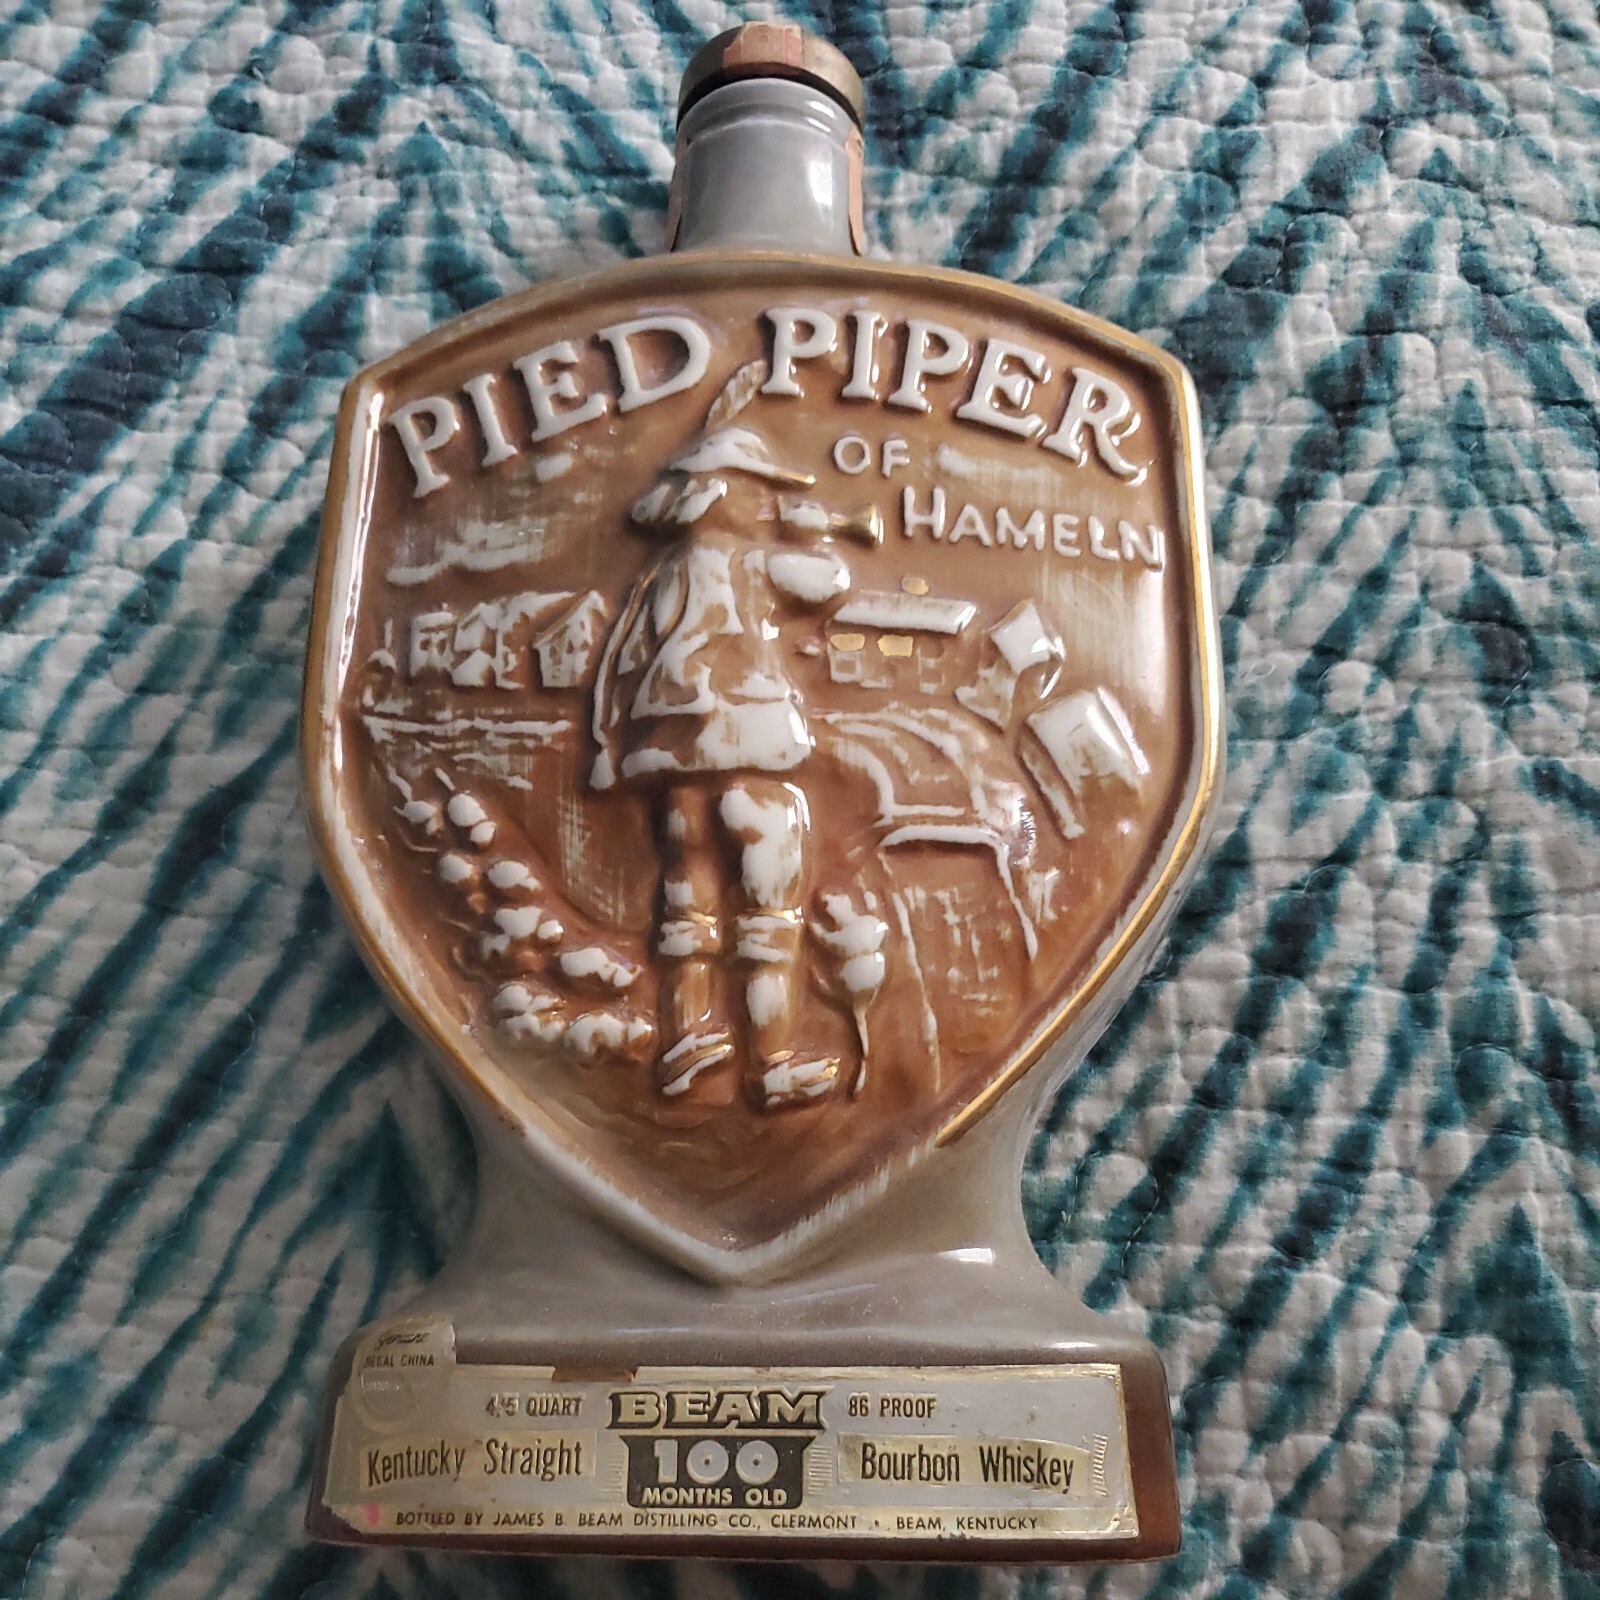 PIED PIPER
OF
HAMELN
Genuine
REGAL CHINA
4/5 QUART BEAM 86 PROOF
Kentucky Straight 100 Bourbon Whiskey
MONTHS OLD
BOTTLED BY JAMES B. BEAM DISTILLING CO., CLERMONT . BEAM, KENTUCKY